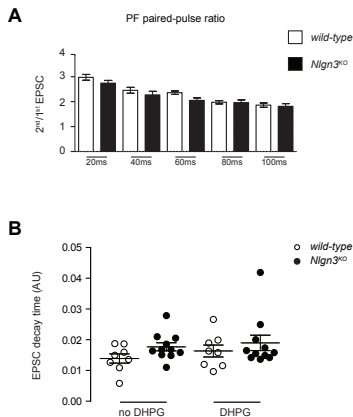 A
PF paired-pulse ratio
wild-type
Nlgn3KO
2nd/1st EPSC
4
3
2
1
0
20ms 40ms 60ms 80ms 100ms
B
wild-type
Nlgn3KO
EPSC decay time (AU)
0.05
0.04
0.03
0.02
0.01
0.00
no DHPG DHPG